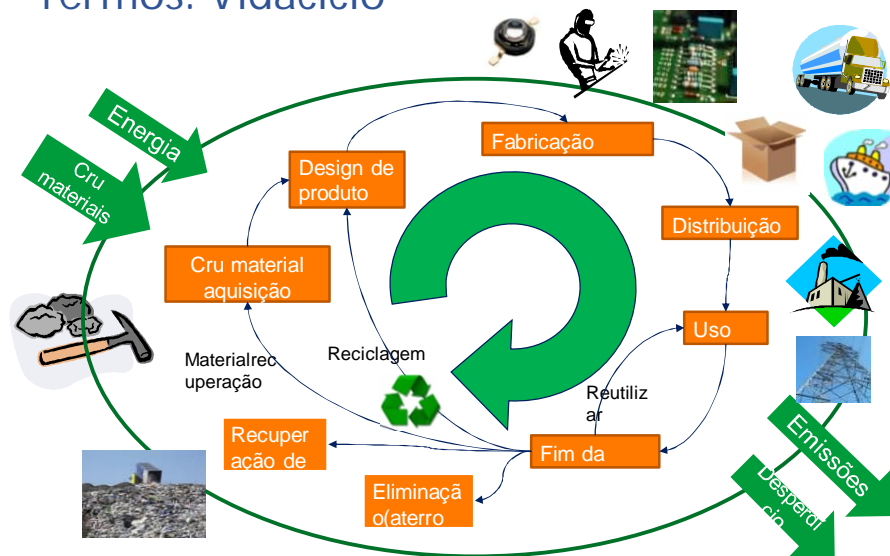 Termos: Vidaciclo
Energia
Cru
materiais
Design de
produto
Fabricação
Cru material
aquisição
Distribuição
Uso
Materialrec
uperação
Reciclagem
Reutiliz
ar
Recuper
ação de
Fim da
Eliminaçã
o(aterro
Emissões
Desperdí
cio